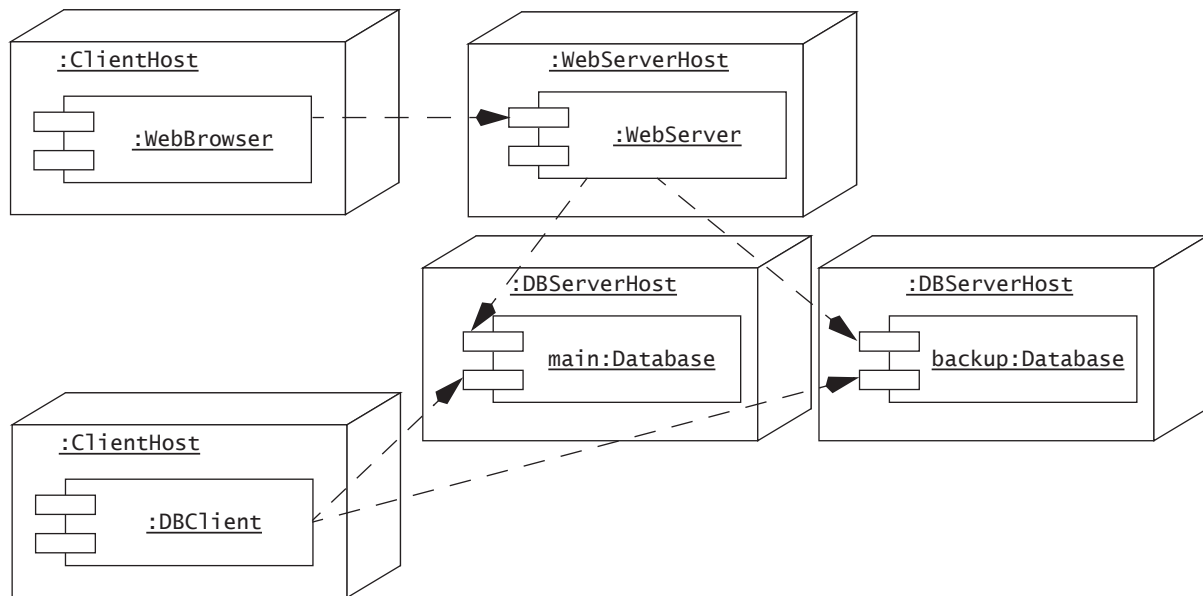 :ClientHost
:WebBrowser
:WebServerHost
:WebServer
:DBServerHost
main:Database
:DBServerHost
backup:Database
:ClientHost
:DBClient